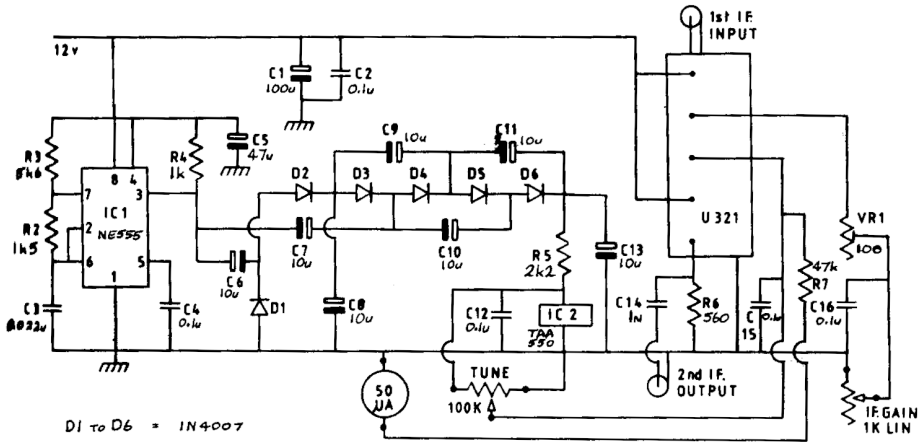 1st I.F.
INPUT
12v
C1
100u
C2
0.1u
C5
47u
C9
10u
C11
10u
R3
5k6
R4
1k
8
4
7
3
IC1
NE555
2
6
5
1
R2
1k5
C3
0.022u
C4
0.1u
C6
10u
D1
D2
D3
D4
D5
D6
C7
10u
C10
10u
C8
10u
R5
2k2
C13
10u
C12
0.1u
IC 2
TAA
550
TUNE
100K
50
UA
U321
VR1
100
47k
R7
C14
1N
R6
560
C
15
0.1u
C16
0.1u
2nd I.F.
OUTPUT
I.F. GAIN
1K LIN
D1 TO D6 = 1N4007